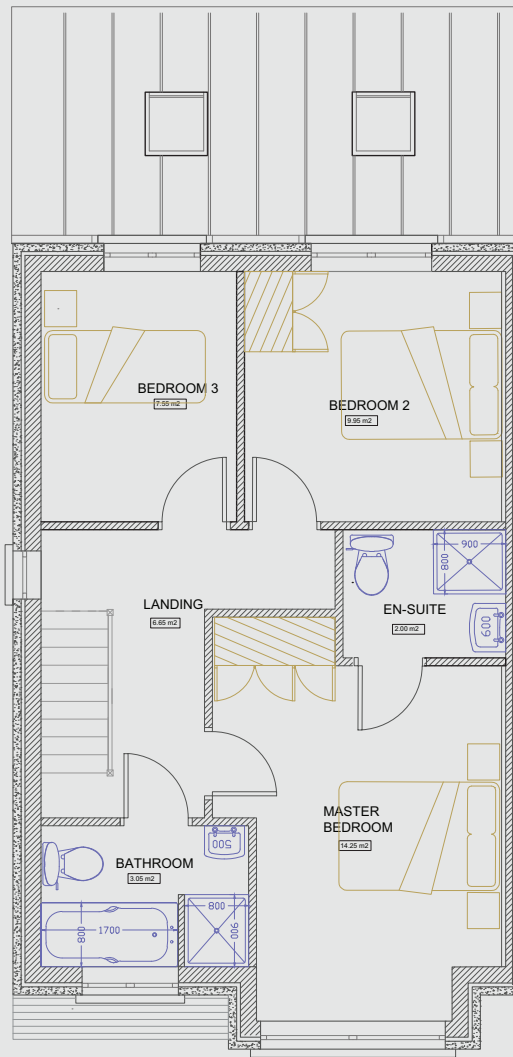 BEDROOM 3
7.55 m2
BEDROOM 2
9.95 m2
900
800
LANDING
6.65 m2
EN-SUITE
2.00 m2
600
MASTER
BEDROOM
14.25 m2
500
BATHROOM
3.05 m2
800
900
1700
800